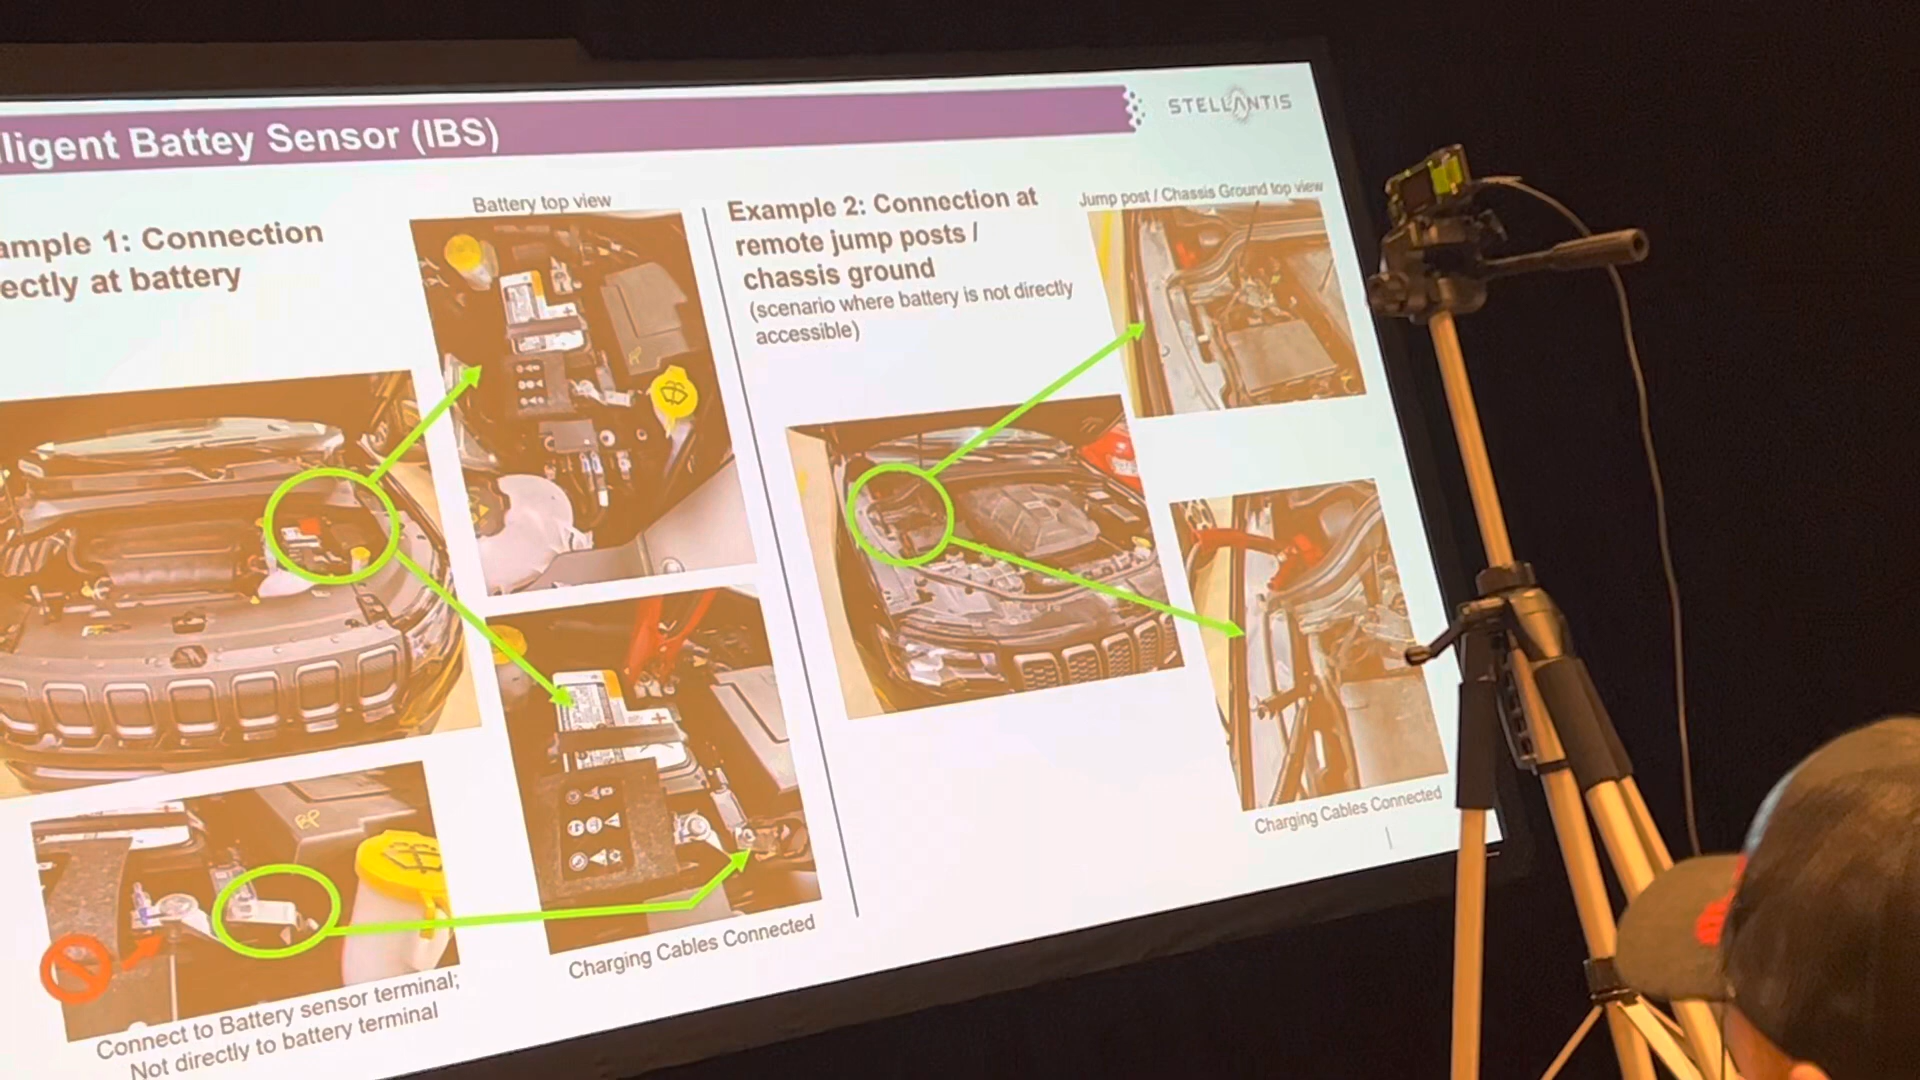 lligent Battey Sensor (IBS)
STELLANTIS
ample 1: Connection
ectly at battery
Battery top view
Example 2: Connection at
remote jump posts /
chassis ground
(scenario where battery is not directly
accessible)
Jump post / Chassis Ground top view
Charging Cables Connected
Charging Cables Connected
Connect to Battery sensor terminal;
Not directly to battery terminal